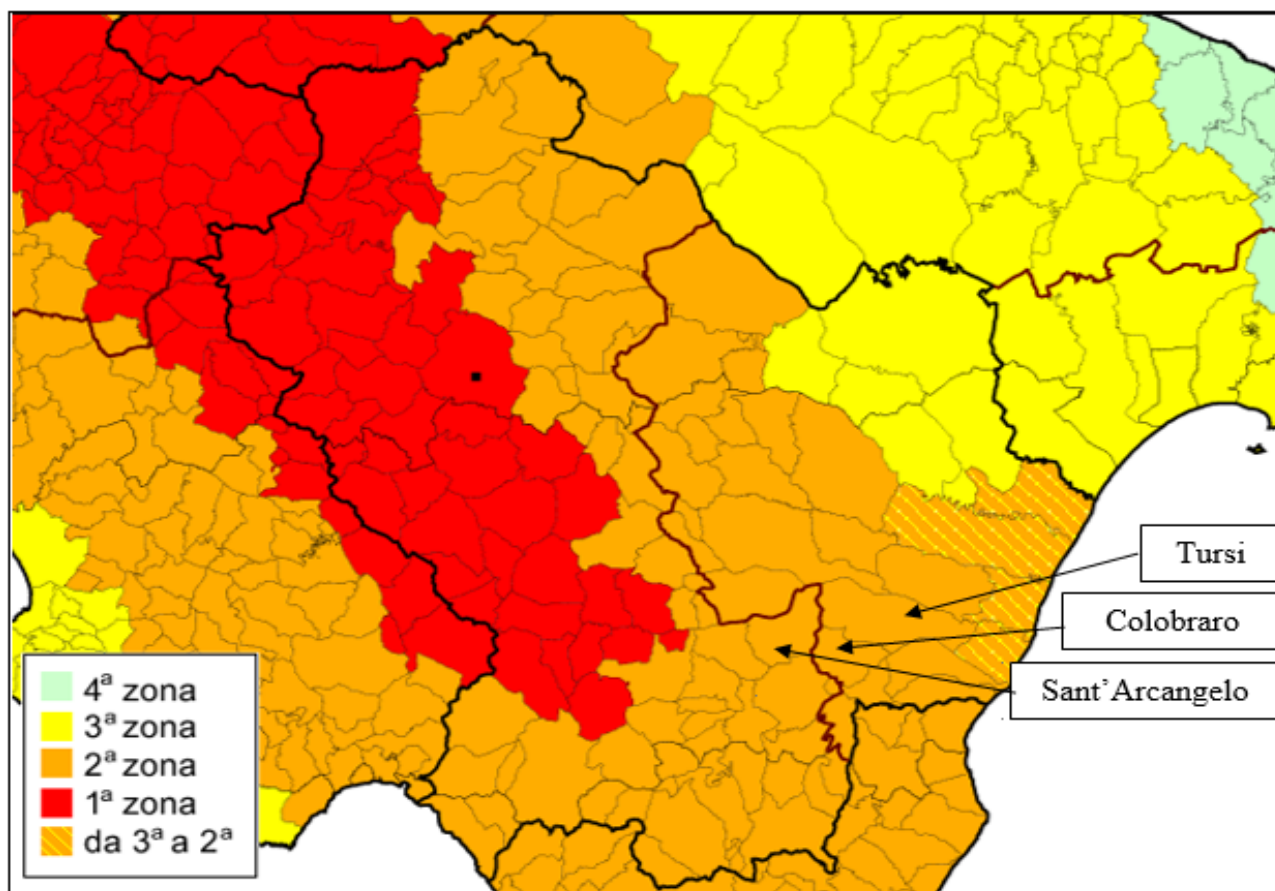 Tursi
Colobraro
Sant’Arcangelo
4ª zona
3ª zona
2ª zona
1ª zona
da 3ª a 2ª